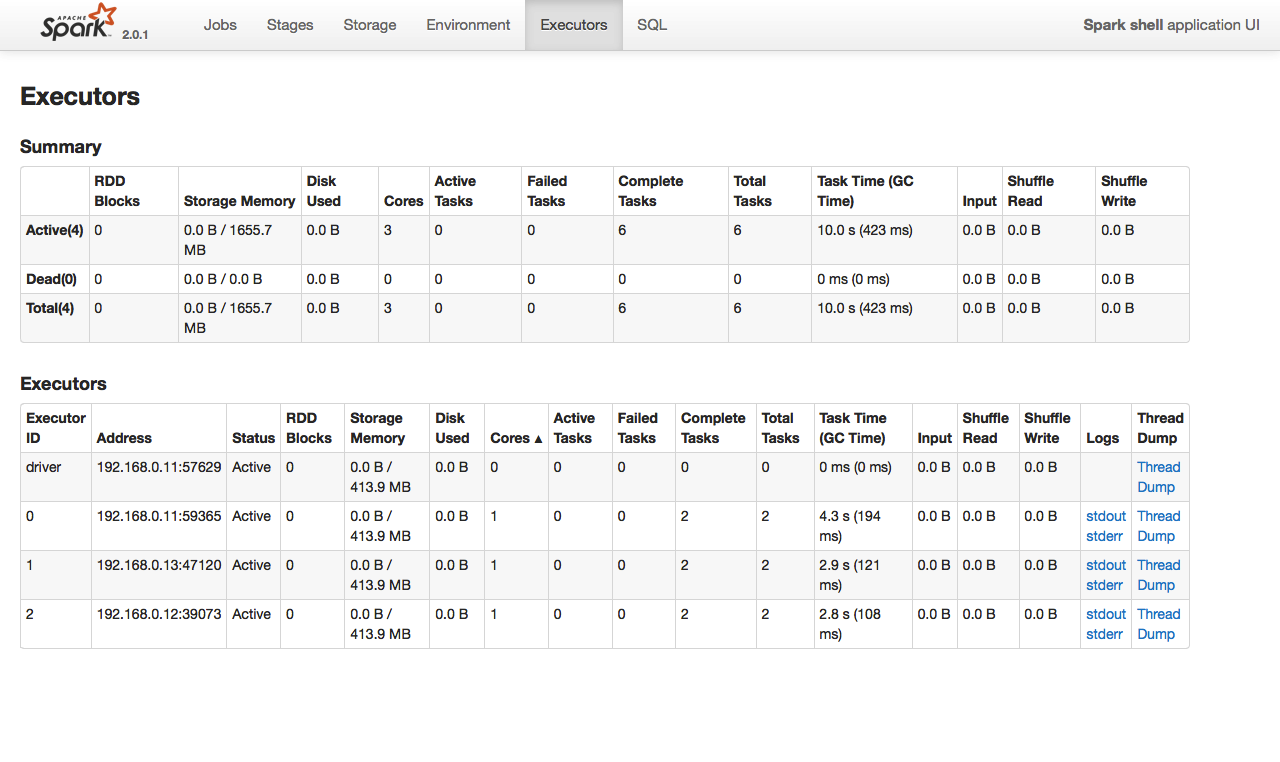 APACHE
Spark 2.0.1 Jobs Stages Storage Environment Executors SQL Spark shell application UI
Executors
Summary
RDD Disk Active Failed Complete Total Task Time (GC Shuffle Shuffle
Blocks Storage Memory Used Cores Tasks Tasks Tasks Tasks Time) Input Read Write
Active(4) 0 0.0 B / 1655.7 0.0 B 3 0 0 6 6 10.0 s (423 ms) 0.0 B 0.0 B 0.0 B
MB
Dead(0) 0 0.0 B / 0.0 B 0.0 B 0 0 0 0 0 0 ms (0 ms) 0.0 B 0.0 B 0.0 B
Total(4) 0 0.0 B / 1655.7 0.0 B 3 0 0 6 6 10.0 s (423 ms) 0.0 B 0.0 B 0.0 B
MB
Executors
Executor RDD Storage Disk Active Failed Complete Total Task Time Shuffle Shuffle Thread
ID Address Status Blocks Memory Used Cores ▲ Tasks Tasks Tasks Tasks (GC Time) Input Read Write Logs Dump
driver 192.168.0.11:57629 Active 0 0.0 B / 0.0 B 0 0 0 0 0 0 ms (0 ms) 0.0 B 0.0 B 0.0 B Thread
413.9 MB Dump
0 192.168.0.11:59365 Active 0 0.0 B / 0.0 B 1 0 0 2 2 4.3 s (194 0.0 B 0.0 B 0.0 B stdout Thread
413.9 MB ms) stderr Dump
1 192.168.0.13:47120 Active 0 0.0 B / 0.0 B 1 0 0 2 2 2.9 s (121 0.0 B 0.0 B 0.0 B stdout Thread
413.9 MB ms) stderr Dump
2 192.168.0.12:39073 Active 0 0.0 B / 0.0 B 1 0 0 2 2 2.8 s (108 0.0 B 0.0 B 0.0 B stdout Thread
413.9 MB ms) stderr Dump